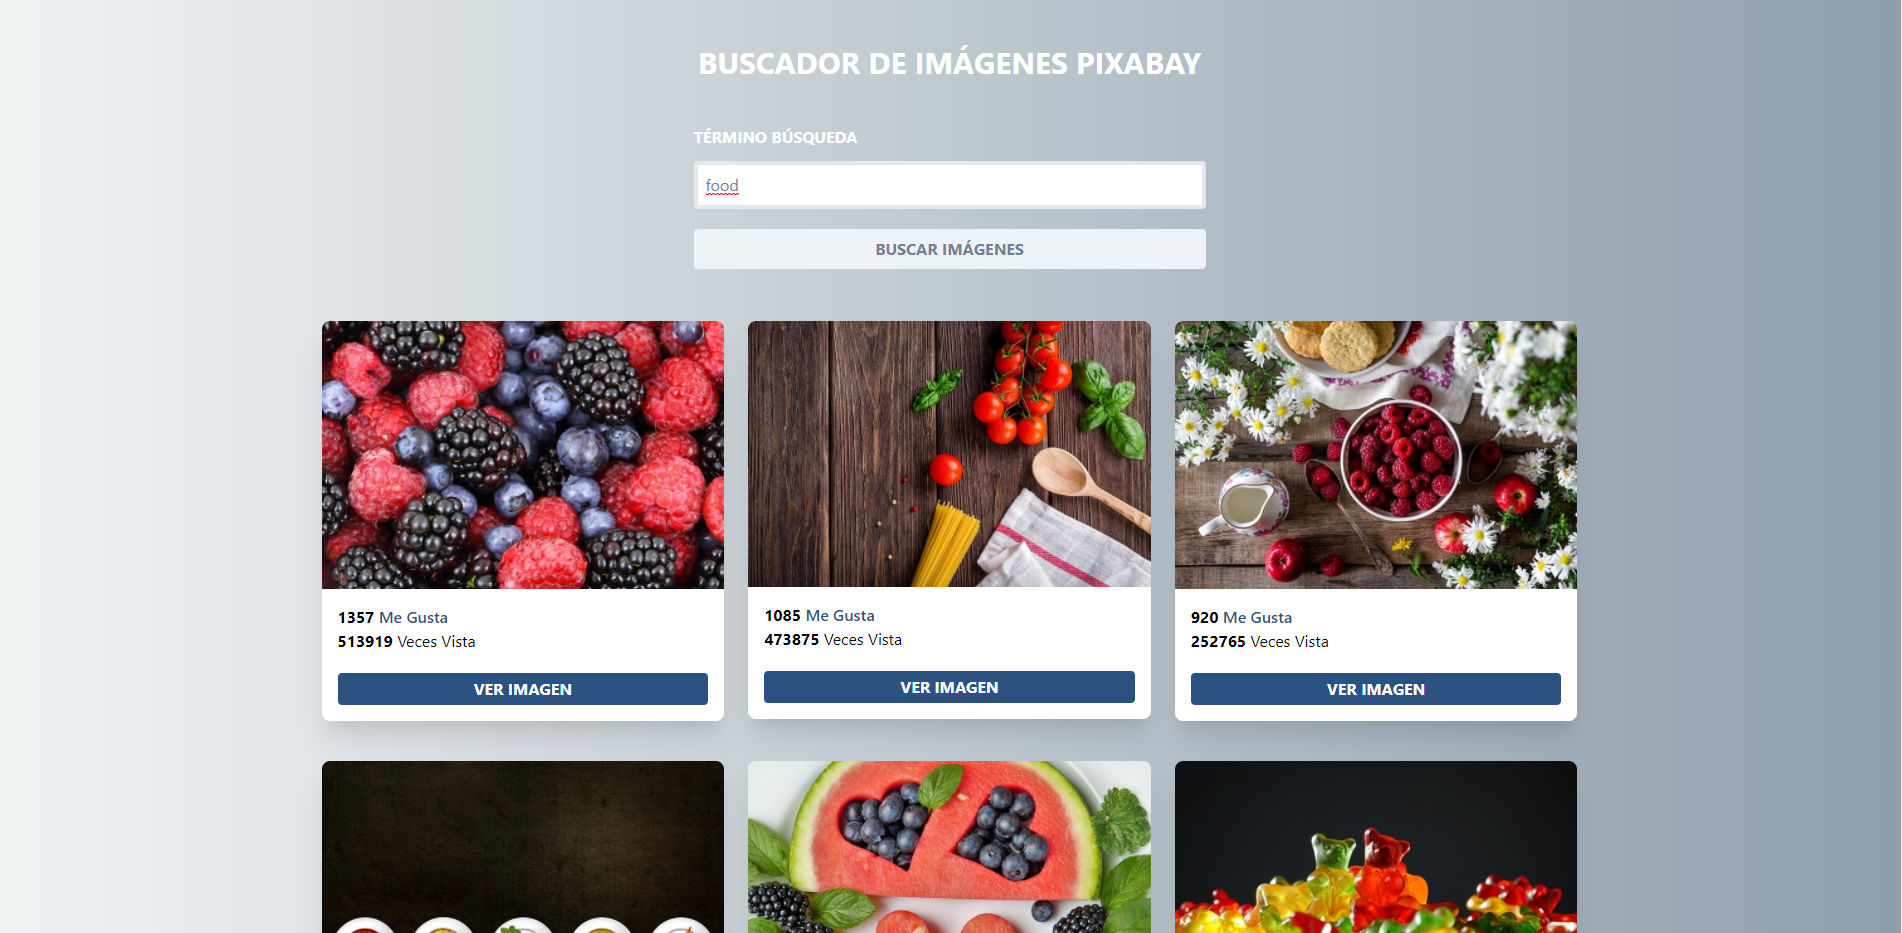 BUSCADOR DE IMÁGENES PIXABAY
TÉRMINO BÚSQUEDA
food
BUSCAR IMÁGENES
1357 Me Gusta
513919 Veces Vista
VER IMAGEN
1085 Me Gusta
473875 Veces Vista
VER IMAGEN
920 Me Gusta
252765 Veces Vista
VER IMAGEN